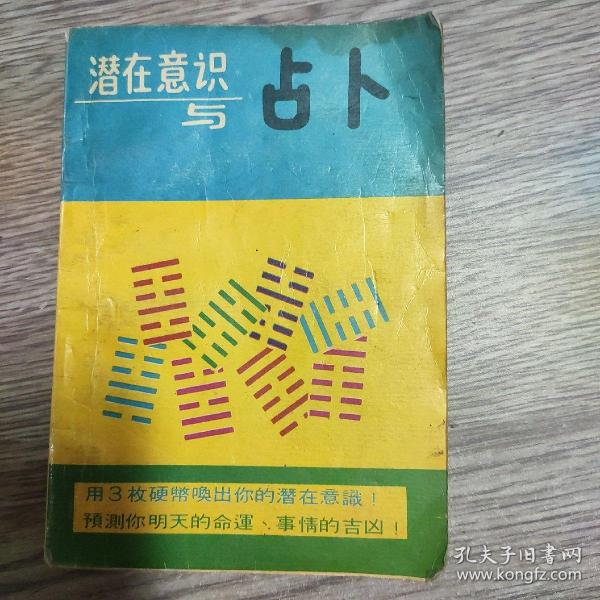 潜在意识
与
占卜
用3枚硬幣喚出你的潛在意識！
預測你明天的命運、事情的吉凶！
孔夫子旧书网
www.kongfz.com